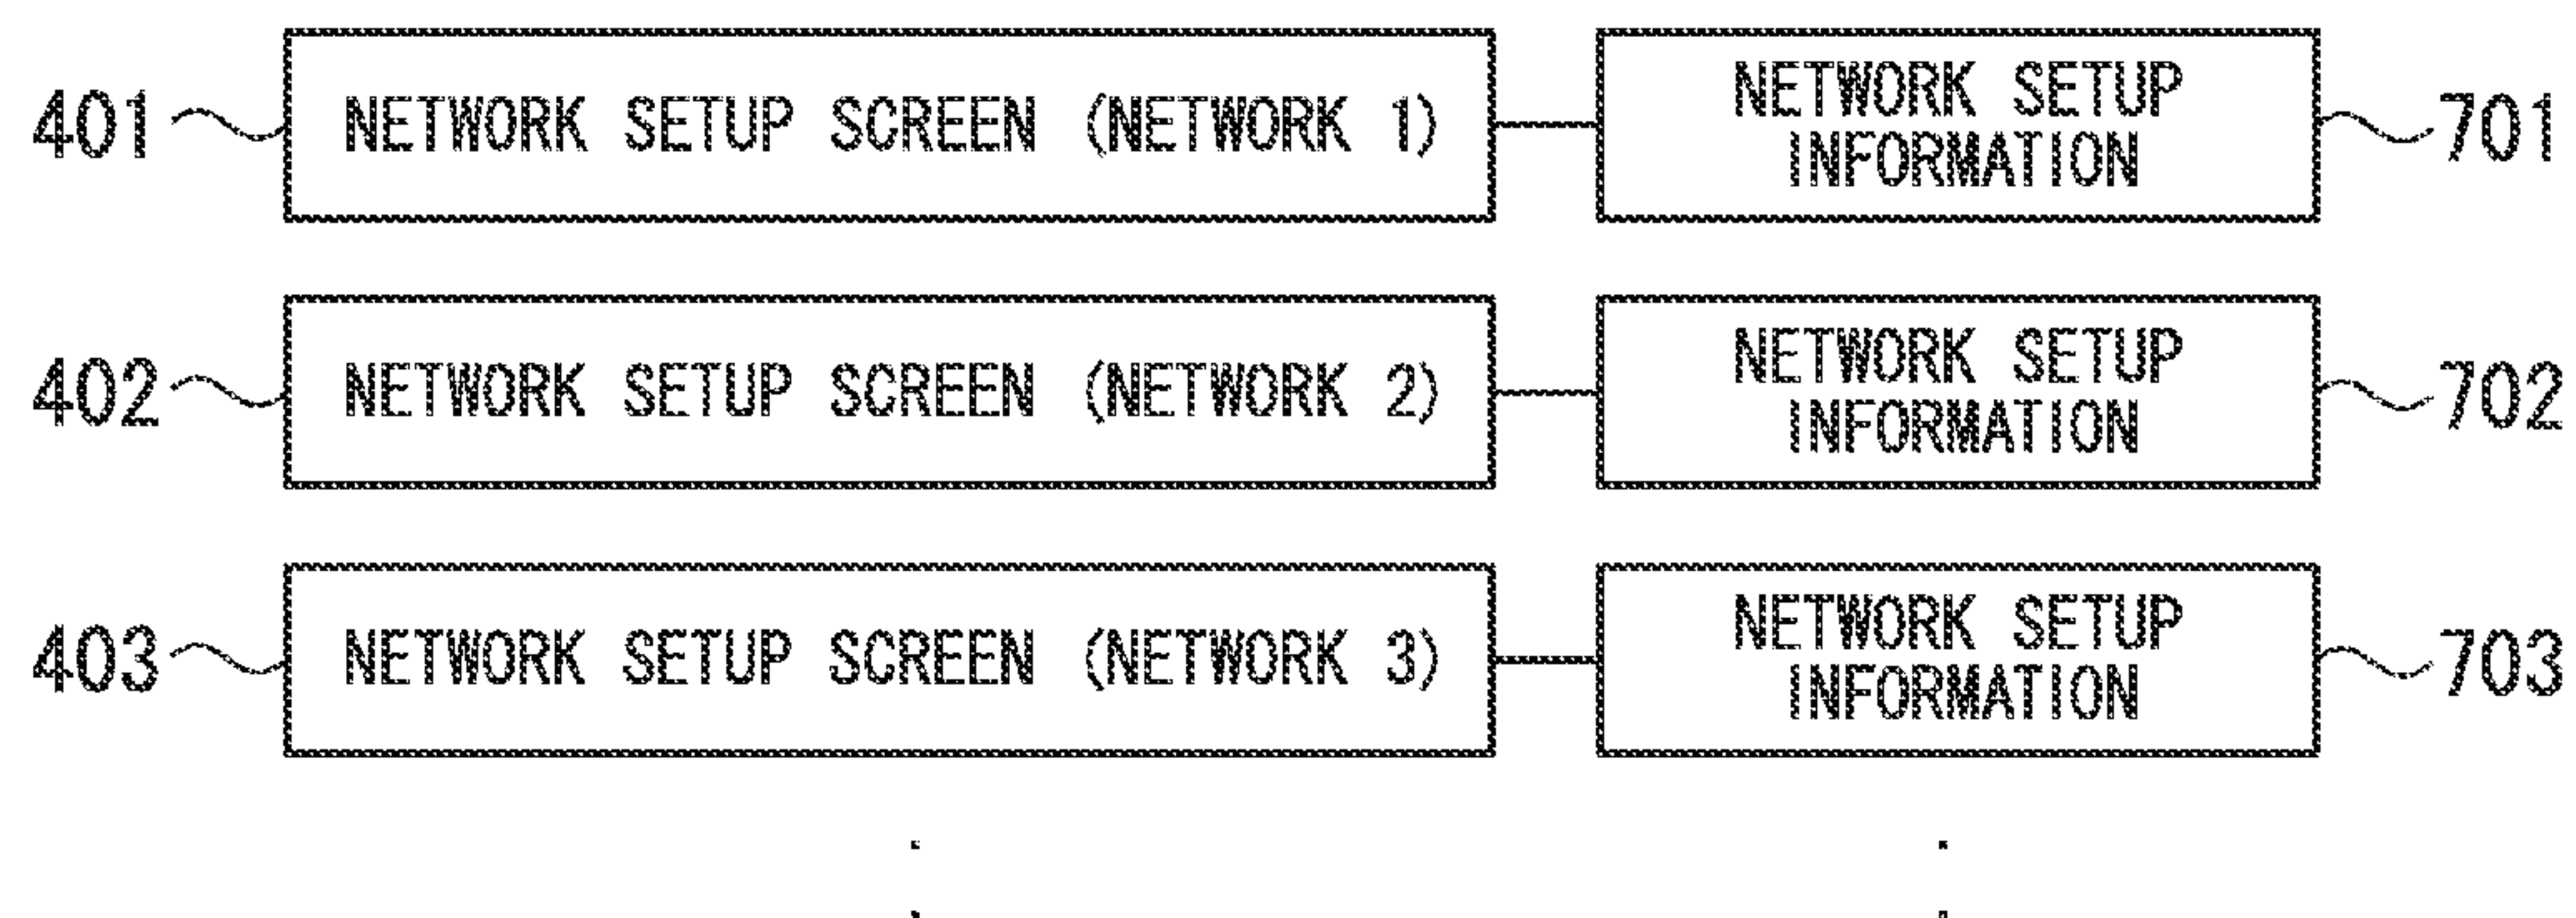 401 NETWORK SETUP SCREEN (NETWORK 1) NETWORK SETUP INFORMATION 701
402 NETWORK SETUP SCREEN (NETWORK 2) NETWORK SETUP INFORMATION 702
403 NETWORK SETUP SCREEN (NETWORK 3) NETWORK SETUP INFORMATION 703